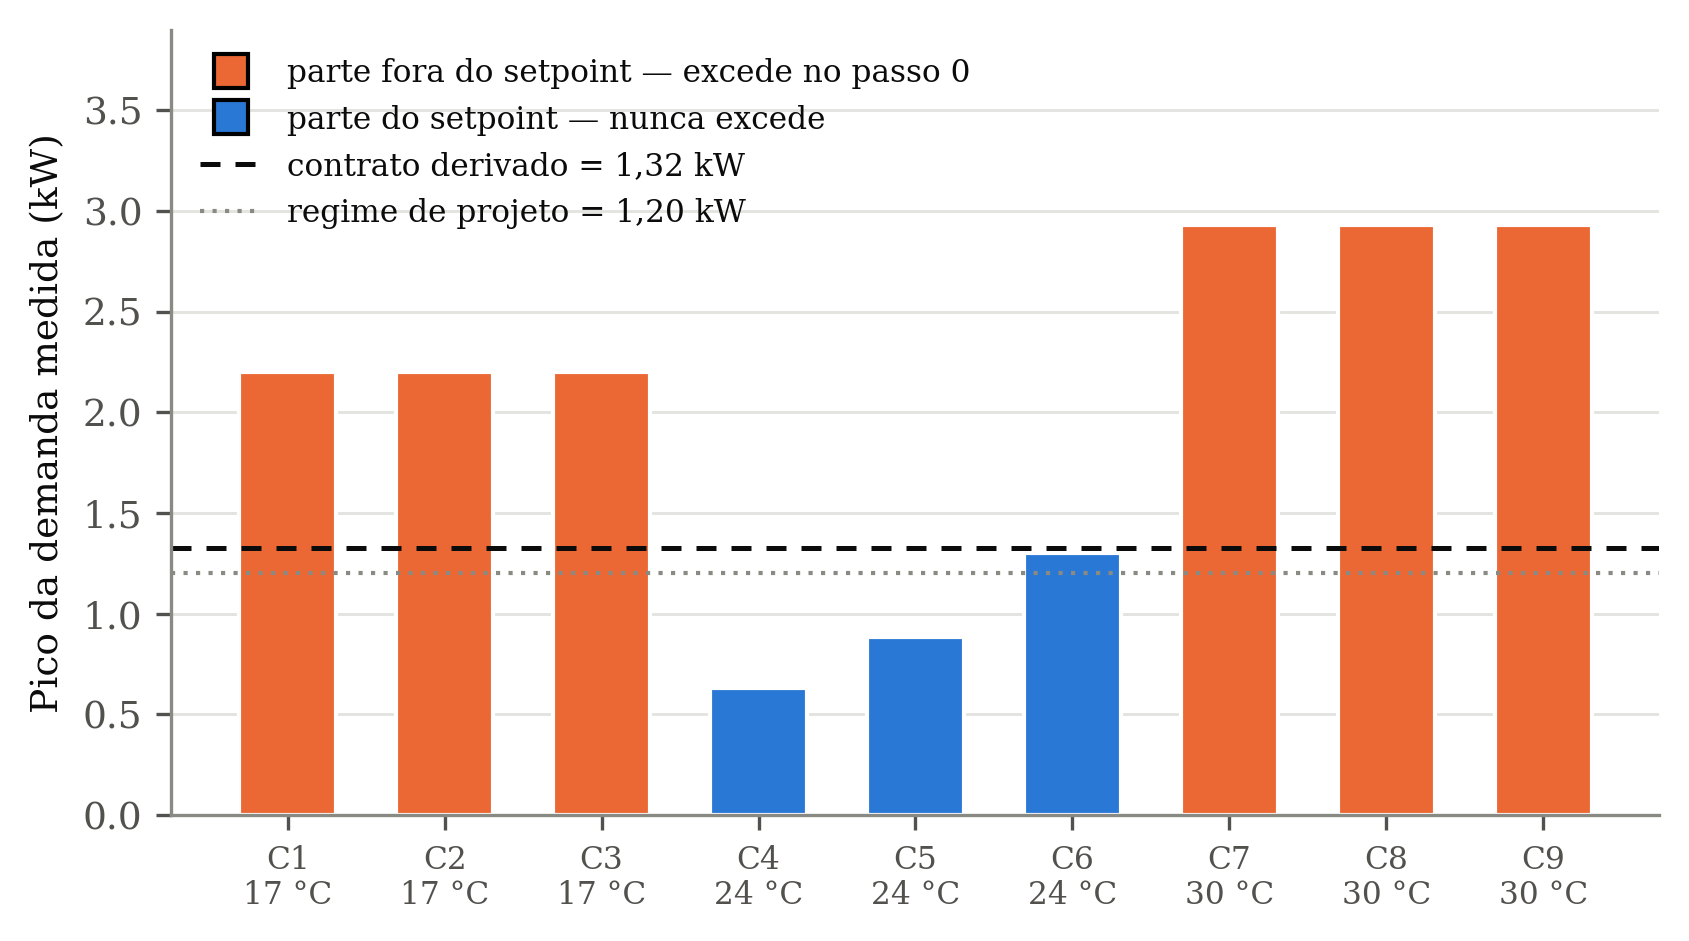 parte fora do setpoint — excede no passo 0
parte do setpoint — nunca excede
contrato derivado = 1,32 kW
regime de projeto = 1,20 kW
Pico da demanda medida (kW)
3.5
3.0
2.5
2.0
1.5
1.0
0.5
0.0
C1 C2 C3 C4 C5 C6 C7 C8 C9
17 °C 17 °C 17 °C 24 °C 24 °C 24 °C 30 °C 30 °C 30 °C